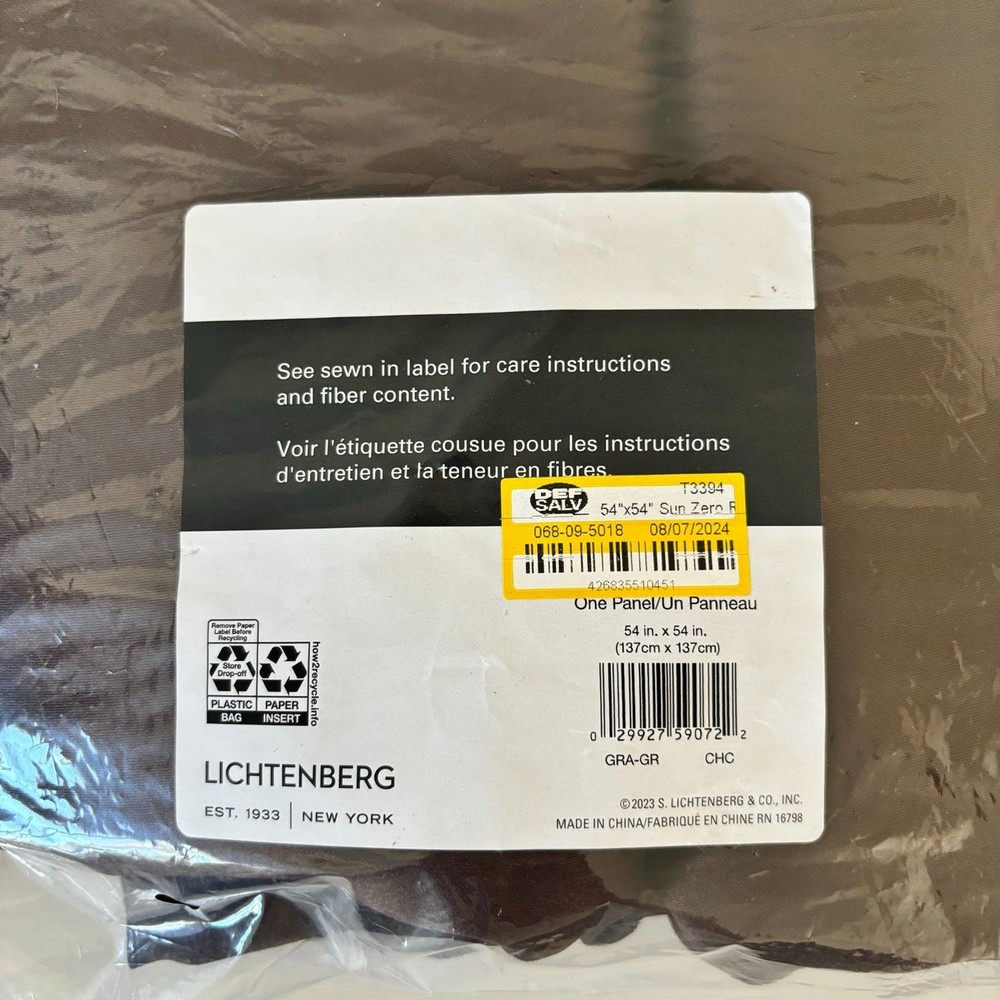 See sewn in label for care instructions
and fiber content.
Voir l'étiquette cousue pour les instructions
d'entretien et la teneur en fibres.
DEF
SALV
T3394
54"x54" Sun Zero
068-09-5018 08/07/2024
426835510451
One Panel/Un Panneau
54 in. x 54 in.
(137cm x 137cm)
0 29927 59072 2
GRA-GR CHC
Remove Paper
Label Before
Recycling
Store
Drop-off
PLASTIC PAPER
BAG INSERT
how2recycle.info
LICHTENBERG
EST. 1933 | NEW YORK
©2023 S. LICHTENBERG & CO., INC.
MADE IN CHINA/FABRIQUÉ EN CHINE RN 16798